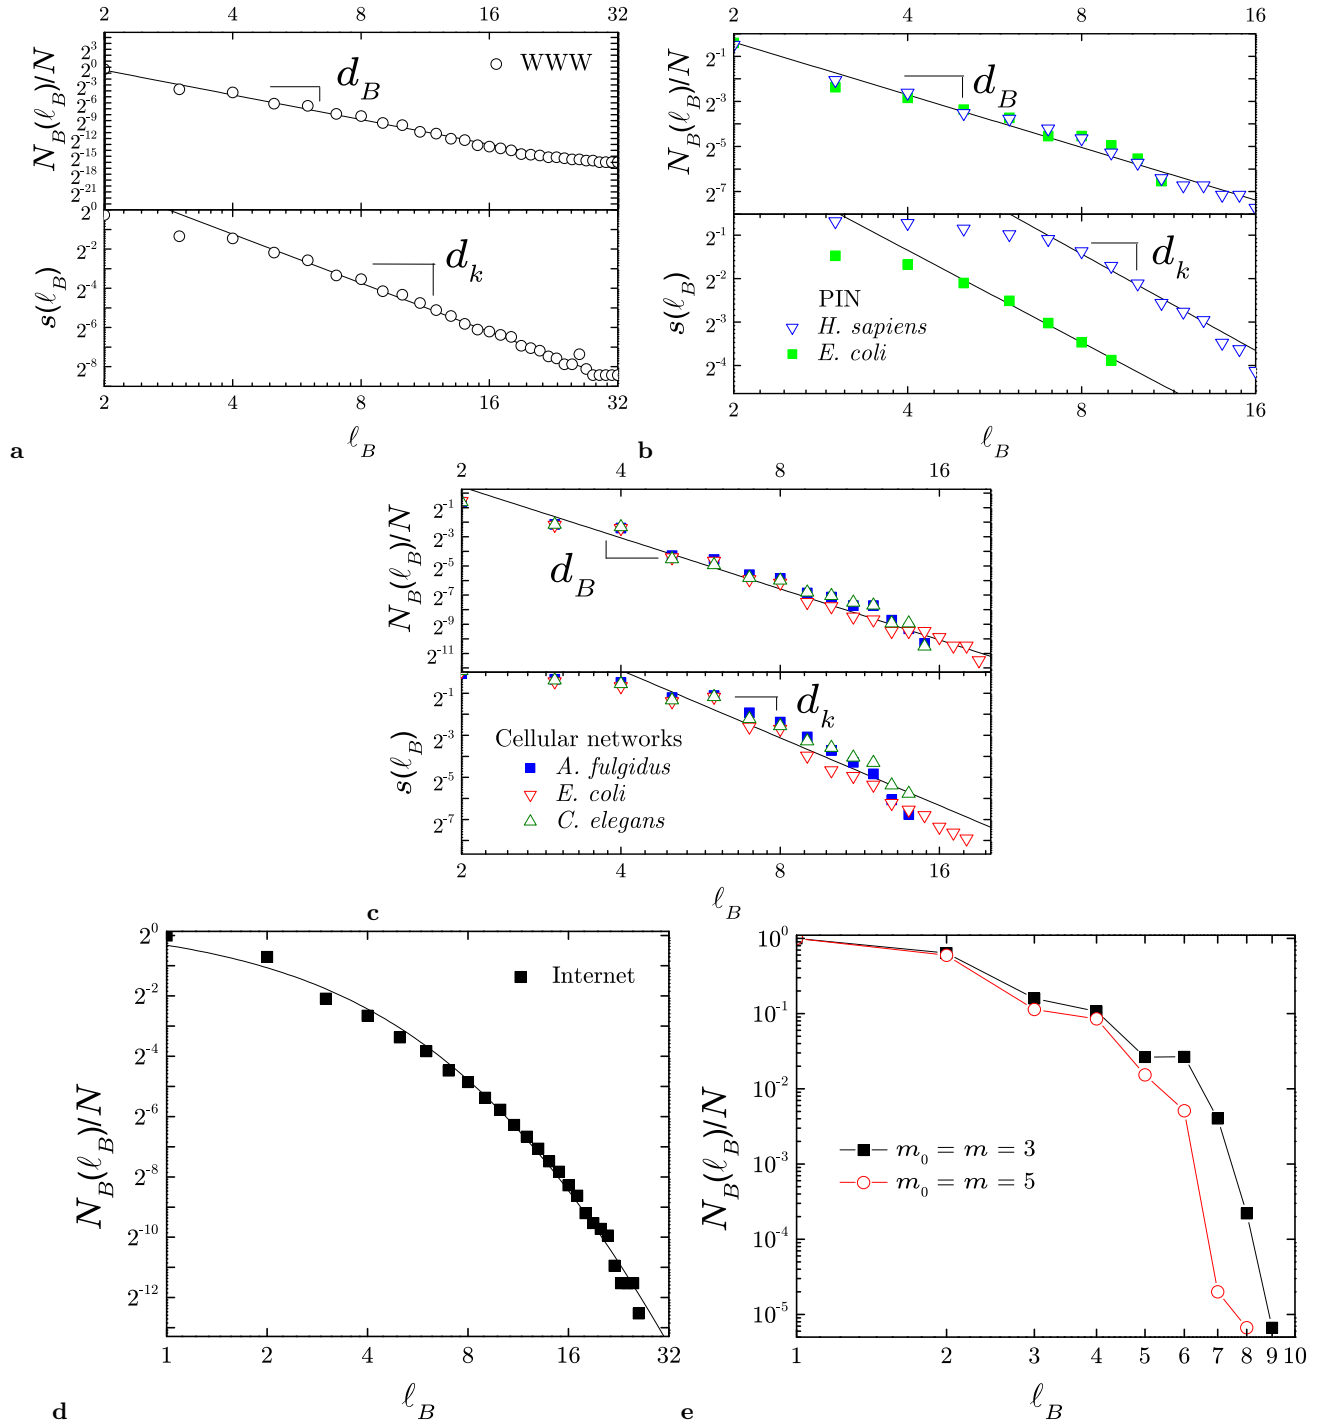 2 4 8 16 32
2^3
2^0
2^-3
2^-6
2^-9
2^-12
2^-15
2^-18
2^-21
N_B(ℓ_B)/N
d_B
WWW
2^0
2^-2
2^-4
2^-6
2^-8
s(ℓ_B)
d_k
2 4 8 16 32
ℓ_B
a
2 4 8 16
2^-1
2^-3
2^-5
2^-7
N_B(ℓ_B)/N
d_B
2^-1
2^-2
2^-3
2^-4
s(ℓ_B)
d_k
PIN
H. sapiens
E. coli
2 4 8 16
ℓ_B
b
2 4 8 16
2^-1
2^-3
2^-5
2^-7
2^-9
2^-11
N_B(ℓ_B)/N
d_B
2^-1
2^-3
2^-5
2^-7
s(ℓ_B)
d_k
Cellular networks
A. fulgidus
E. coli
C. elegans
2 4 8 16
ℓ_B
c
2^0
2^-2
2^-4
2^-6
2^-8
2^-10
2^-12
N_B(ℓ_B)/N
Internet
1 2 4 8 16 32
ℓ_B
d
10^0
10^-1
10^-2
10^-3
10^-4
10^-5
N_B(ℓ_B)/N
m_0 = m = 3
m_0 = m = 5
1 2 3 4 5 6 7 8 9 10
ℓ_B
e